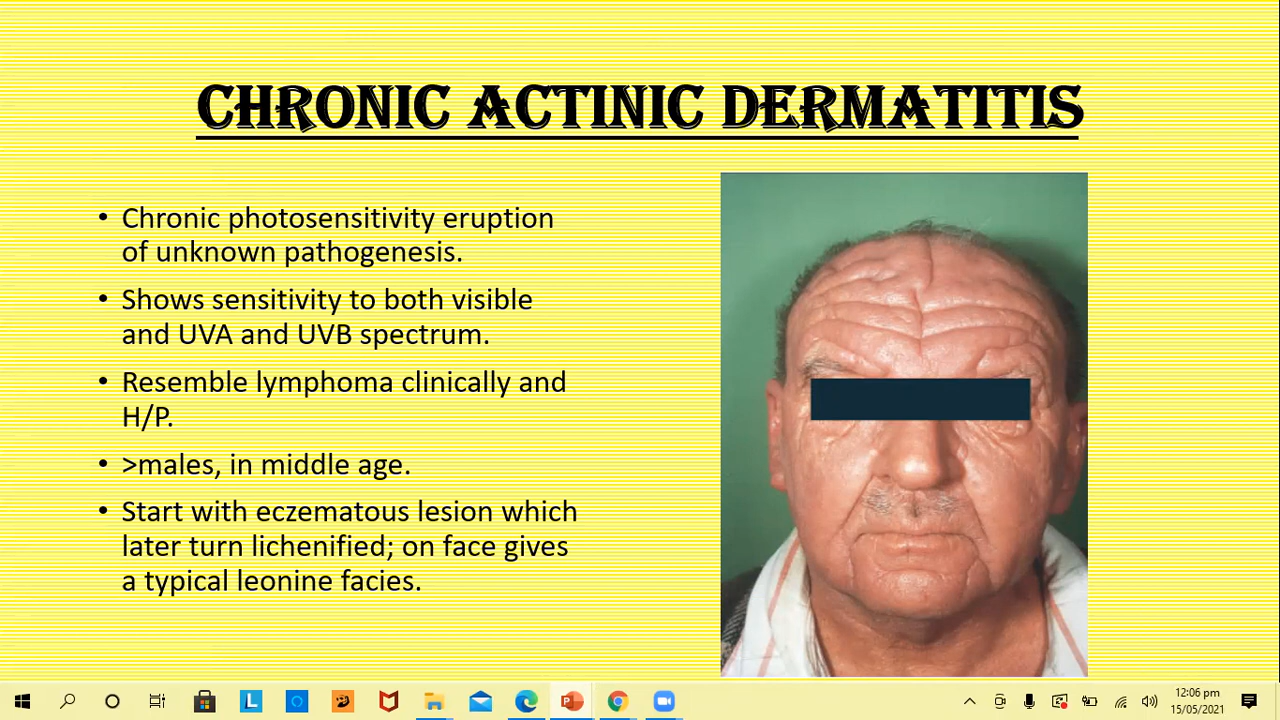 CHRONIC ACTINIC DERMATITIS
• Chronic photosensitivity eruption
of unknown pathogenesis.
• Shows sensitivity to both visible
and UVA and UVB spectrum.
• Resemble lymphoma clinically and
H/P.
• >males, in middle age.
• Start with eczematous lesion which
later turn lichenified; on face gives
a typical leonine facies.
12:06 pm
15/05/2021